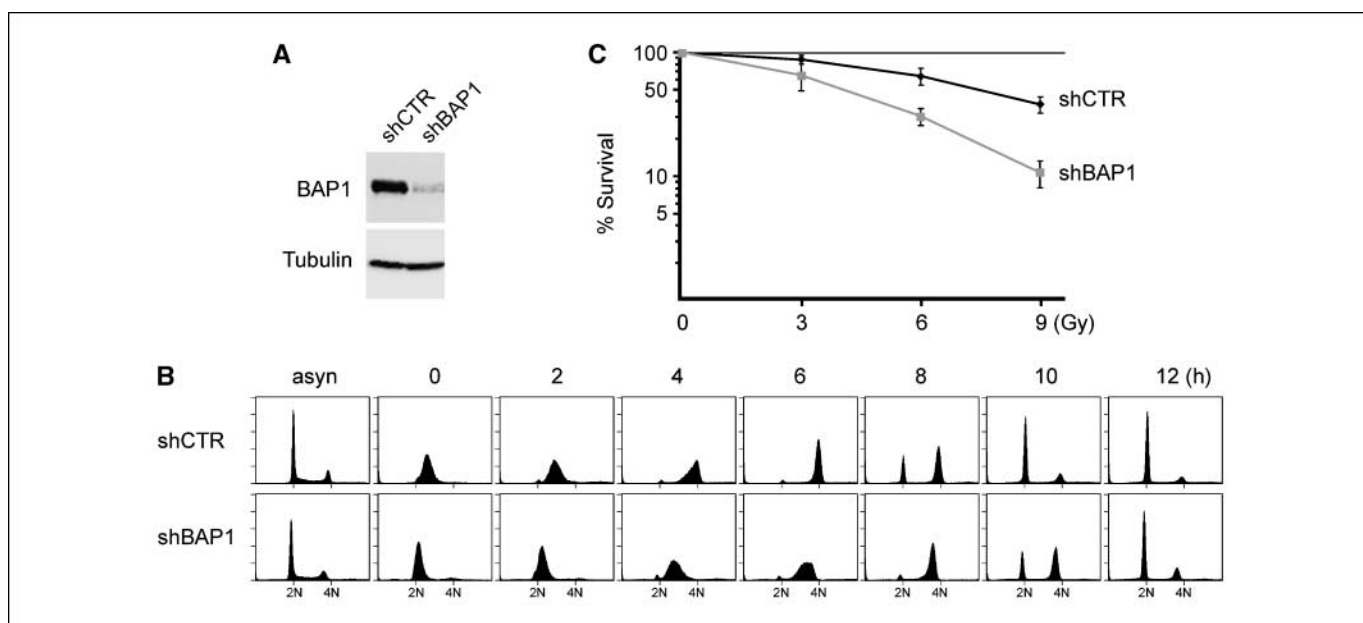 A
shCTR
shBAP1
BAP1
Tubulin
C
% Survival
100
50
10
5
0 3 6 9 (Gy)
shCTR
shBAP1
B
asyn 0 2 4 6 8 10 12 (h)
shCTR
shBAP1
2N 4N 2N 4N 2N 4N 2N 4N 2N 4N 2N 4N 2N 4N 2N 4N